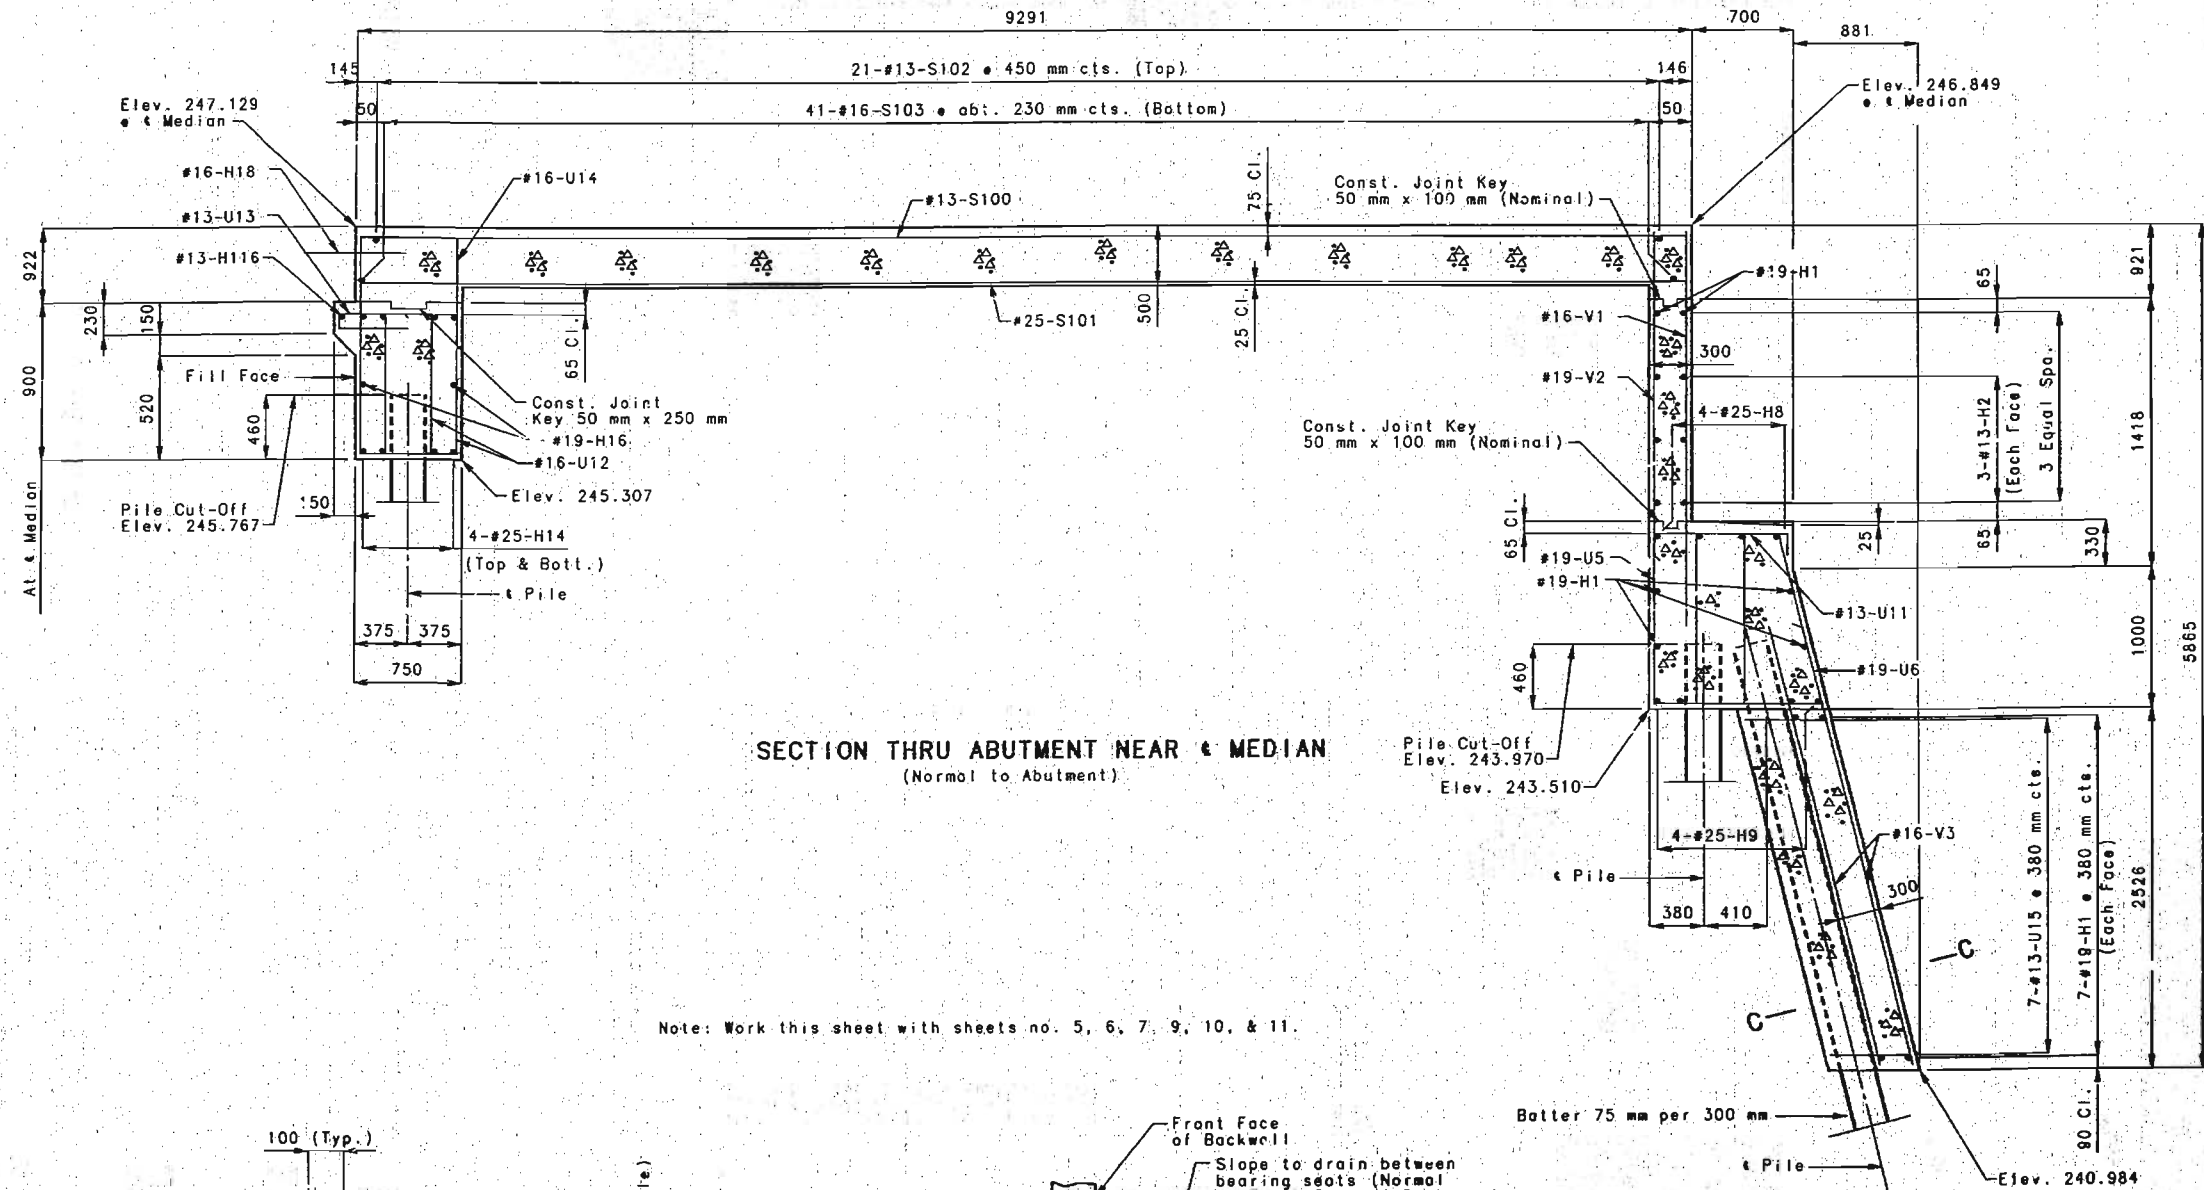 9291
700
881
145
21-#13-S102 @ 450 mm cts. (Top)
146
Elev. 247.129
@ ℄ Median
50
41-#16-S103 @ abt. 230 mm cts. (Bottom)
50
Elev. 246.849
@ ℄ Median
#16-H18
#16-U14
#13-S100
75 Cl.
Const. Joint Key
50 mm x 100 mm (Nominal)
#13-U13
#13-H116
922
#19-H1
65
921
230
150
65 Cl.
#25-S101
500
25 Cl.
#16-V1
300
Fill Face
900
520
460
Const. Joint
Key 50 mm x 250 mm
#19-H16
#16-U12
#19-V2
4-#25-H8
Const. Joint Key
50 mm x 100 mm (Nominal)
3-#13-H2
(Each Face)
3 Equal Spa.
1418
At ℄ Median
Pile Cut-Off
Elev. 245.767
150
Elev. 245.307
4-#25-H14
(Top & Bott.)
℄ Pile
65 Cl.
25
65
330
#19-U5
#19-H1
#13-U11
375
375
750
460
#19-U6
1000
5865
SECTION THRU ABUTMENT NEAR ℄ MEDIAN
(Normal to Abutment)
Pile Cut-Off
Elev. 243.970
Elev. 243.510
4-#25-H9
#16-V3
℄ Pile
300
380
410
7-#13-U15 @ 380 mm cts.
7-#19-H1 @ 380 mm cts.
(Each Face)
2526
C
C
Note: Work this sheet with sheets no. 5, 6, 7, 9, 10, & 11.
Batter 75 mm per 300 mm
90 Cl.
100 (Typ.)
Front Face
of Backwall
Slope to drain between
bearing seats (Normal
℄ Pile
Elev. 240.984